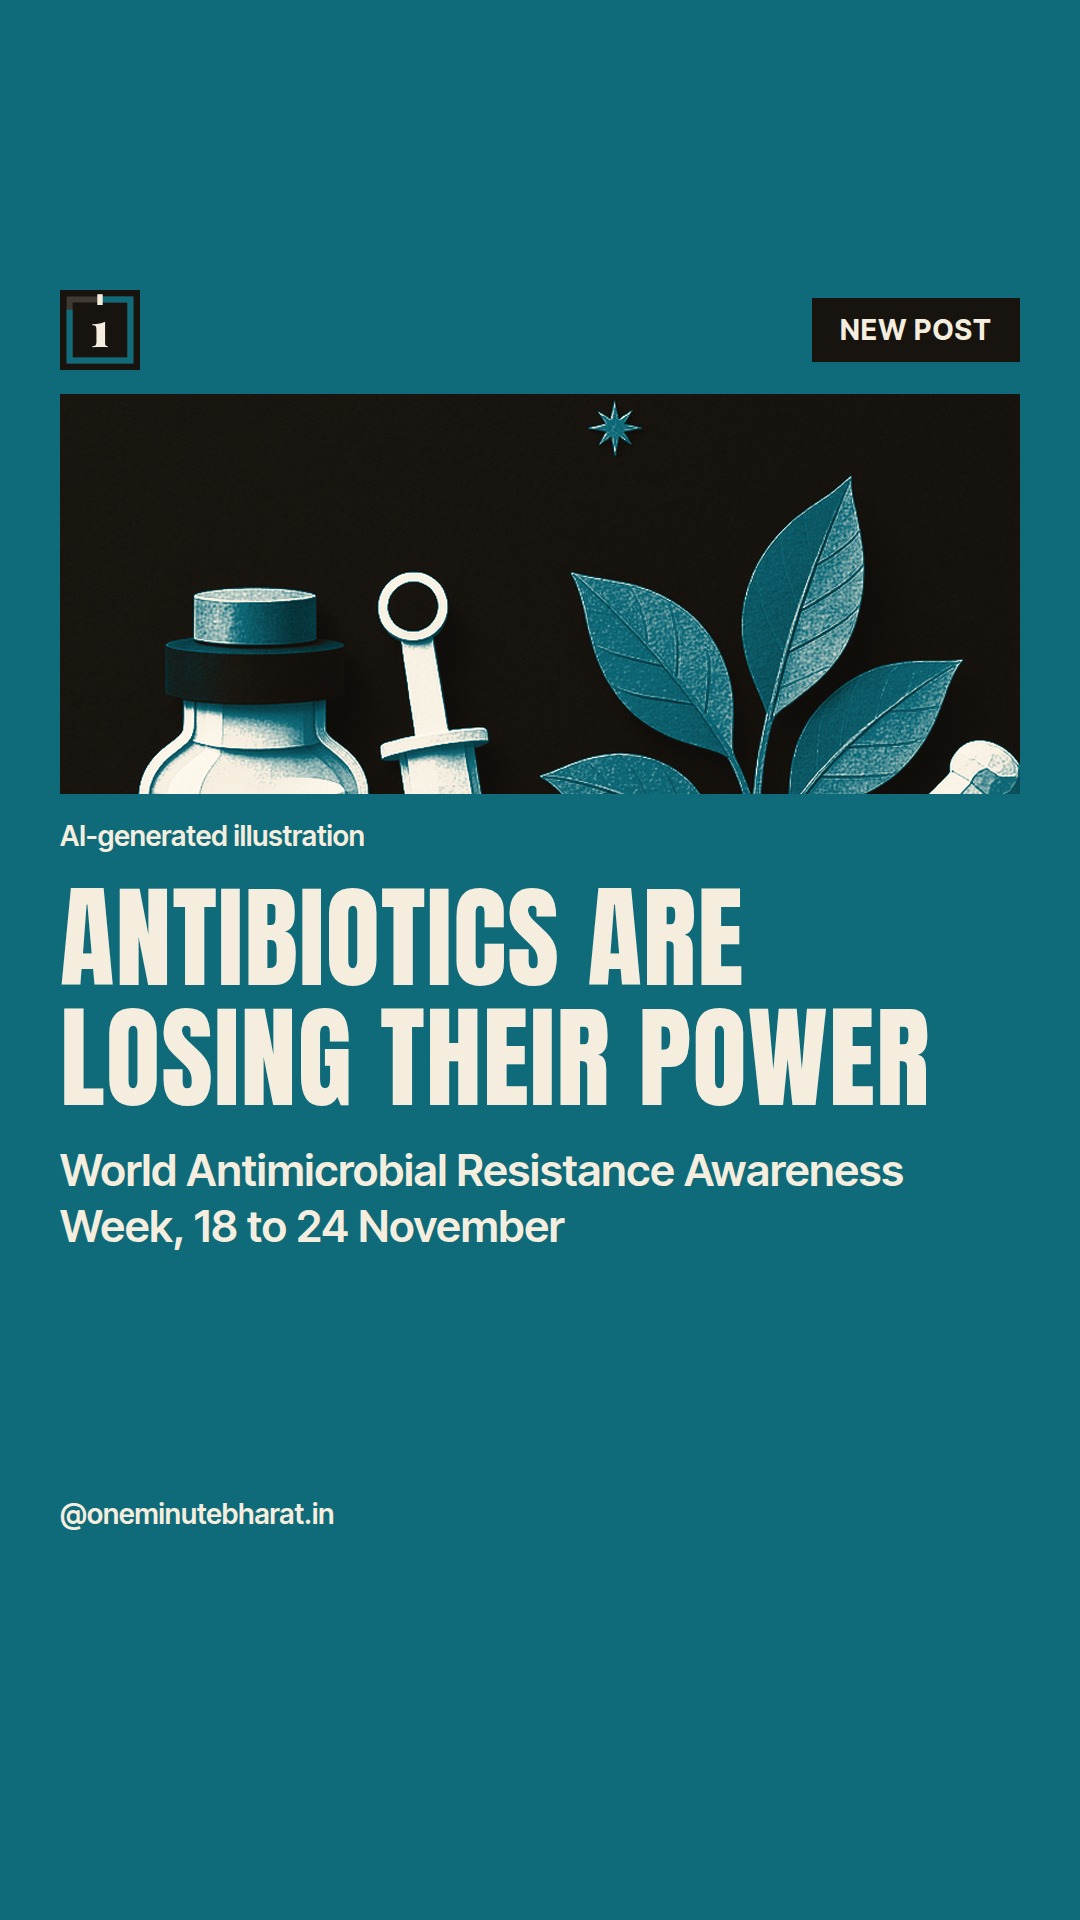 1
NEW POST
AI-generated illustration
ANTIBIOTICS ARE
LOSING THEIR POWER
World Antimicrobial Resistance Awareness
Week, 18 to 24 November
@oneminutebharat.in